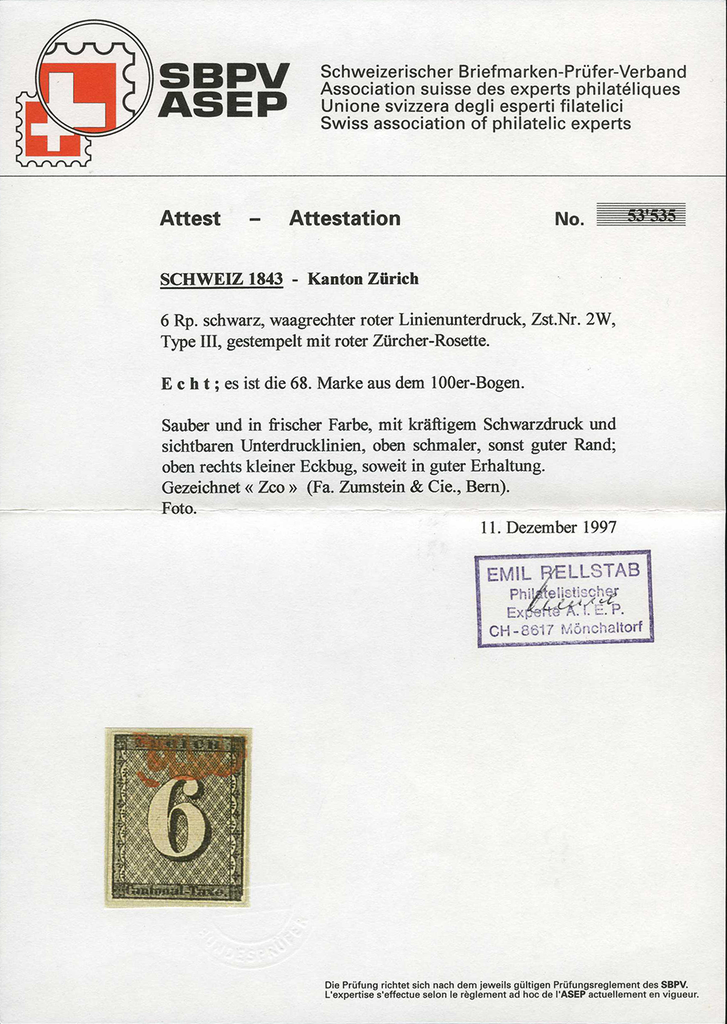 SBPV
ASEP
Schweizerischer Briefmarken-Prüfer-Verband
Association suisse des experts philatéliques
Unione svizzera degli esperti filatelici
Swiss association of philatelic experts
Attest – Attestation No. 53'535
SCHWEIZ 1843 - Kanton Zürich
6 Rp. schwarz, waagrechter roter Linienunterdruck, Zst.Nr. 2W,
Type III, gestempelt mit roter Zürcher-Rosette.
E c h t ; es ist die 68. Marke aus dem 100er-Bogen.
Sauber und in frischer Farbe, mit kräftigem Schwarzdruck und
sichtbaren Unterdrucklinien, oben schmaler, sonst guter Rand;
oben rechts kleiner Eckbug, soweit in guter Erhaltung.
Gezeichnet « Zco » (Fa. Zumstein & Cie., Bern).
Foto.
11. Dezember 1997
EMIL RELLSTAB
Philatelistischer
Experte A. I. E. P.
CH-8617 Mönchaltorf
ZURICH
6
Cantonal-Taxe.
BUNDESPRÜFER
Die Prüfung richtet sich nach dem jeweils gültigen Prüfungsreglement des SBPV.
L'expertise s'effectue selon le règlement ad hoc de l'ASEP actuellement en vigueur.